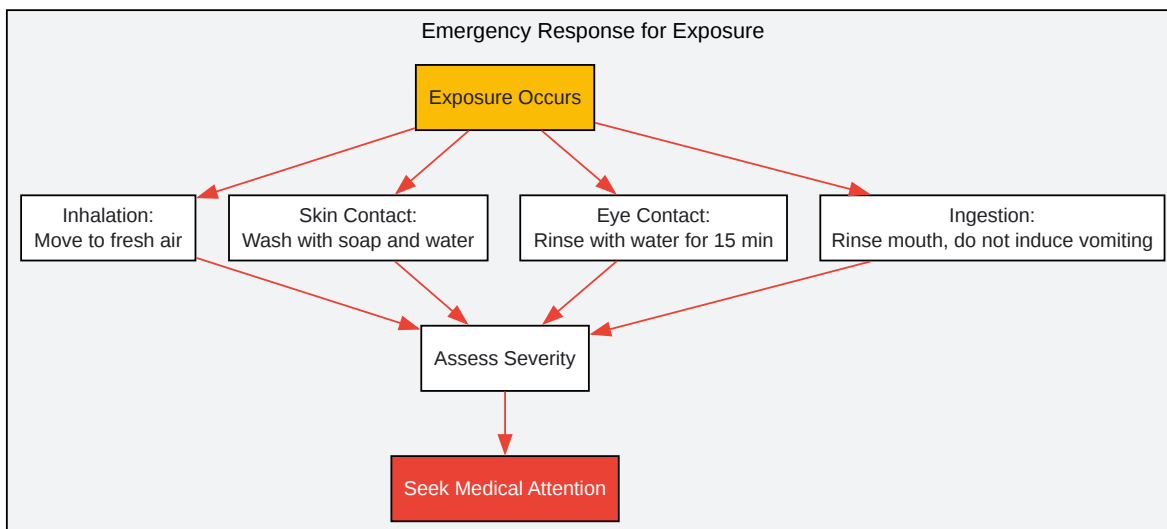 Emergency Response for Exposure
Exposure Occurs
Inhalation:
Move to fresh air
Skin Contact:
Wash with soap and water
Eye Contact:
Rinse with water for 15 min
Ingestion:
Rinse mouth, do not induce vomiting
Assess Severity
Seek Medical Attention